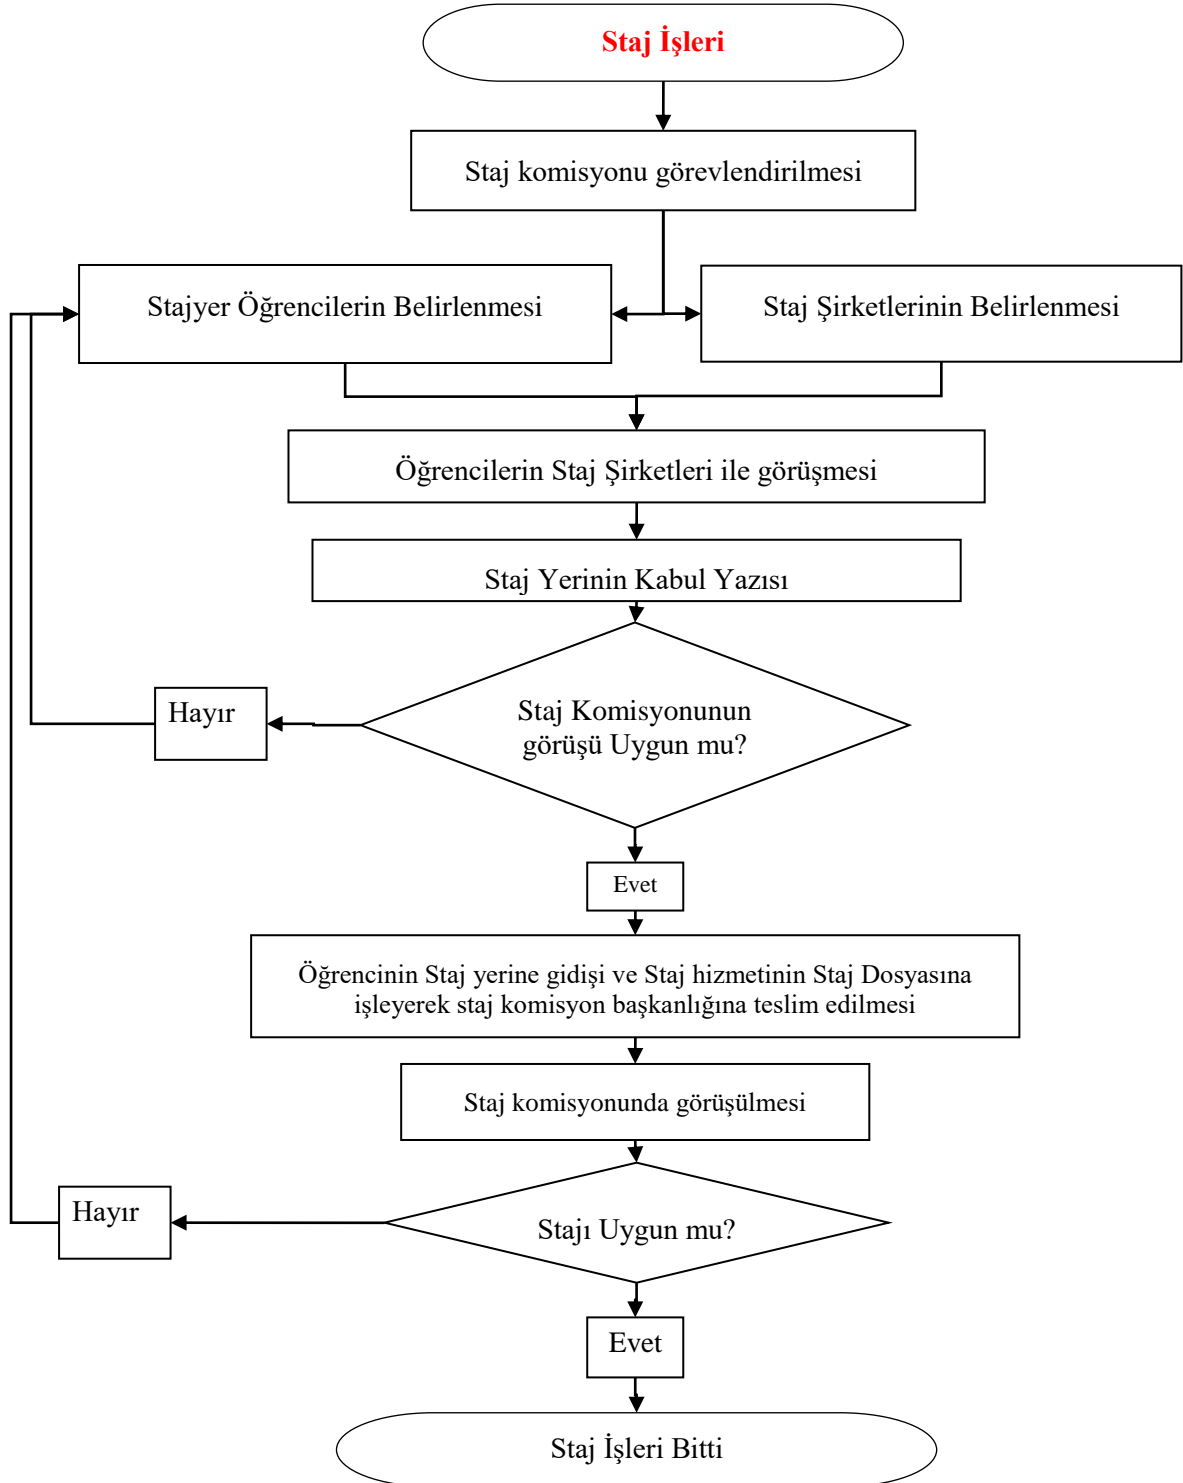 Staj İşleri
Staj komisyonu görevlendirilmesi
Stajyer Öğrencilerin Belirlenmesi
Staj Şirketlerinin Belirlenmesi
Öğrencilerin Staj Şirketleri ile görüşmesi
Staj Yerinin Kabul Yazısı
Staj Komisyonunun
görüşü Uygun mu?
Hayır
Evet
Öğrencinin Staj yerine gidişi ve Staj hizmetinin Staj Dosyasına
işleyerek staj komisyon başkanlığına teslim edilmesi
Staj komisyonunda görüşülmesi
Stajı Uygun mu?
Hayır
Evet
Staj İşleri Bitti